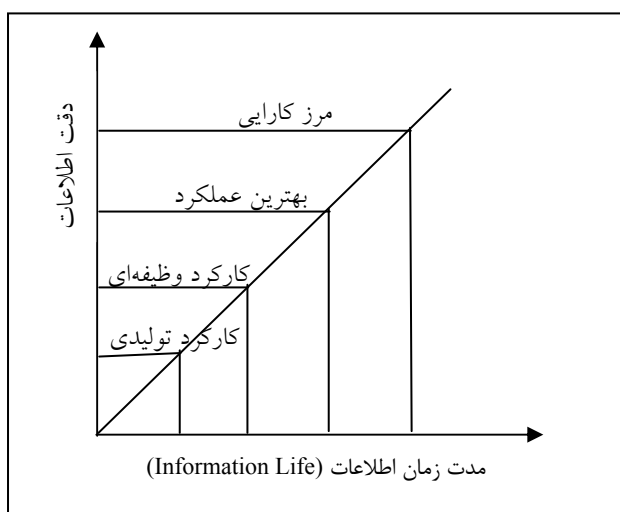 دقت اطلاعات
مرز کارایی
بهترین عملکرد
کارکرد وظیفه‌ای
کارکرد تولیدی
مدت زمان اطلاعات (Information Life)